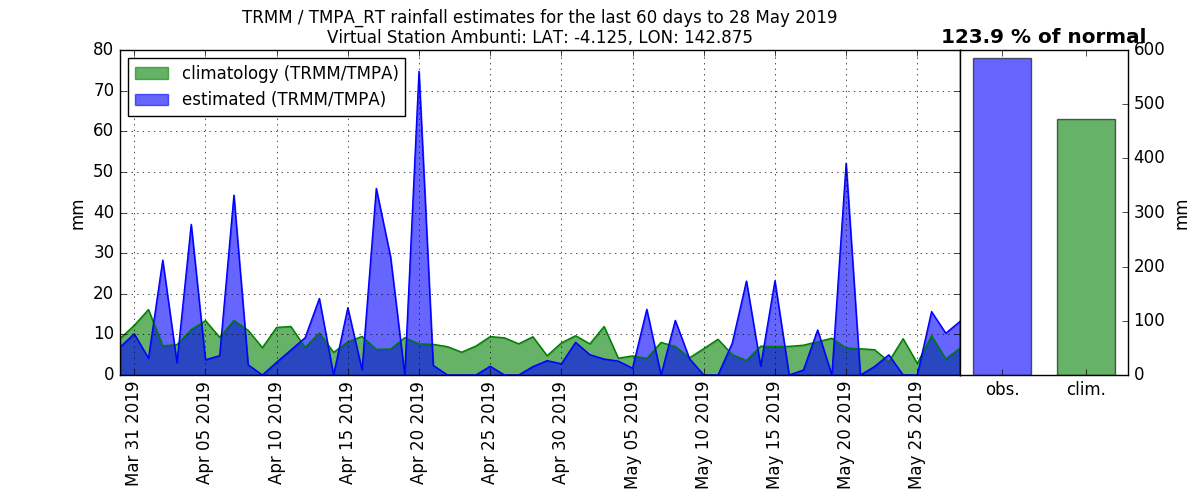 TRMM / TMPA_RT rainfall estimates for the last 60 days to 28 May 2019
Virtual Station Ambunti: LAT: -4.125, LON: 142.875
123.9 % of normal
climatology (TRMM/TMPA)
estimated (TRMM/TMPA)
80
70
60
50
40
30
20
10
0
mm
Mar 31 2019
Apr 05 2019
Apr 10 2019
Apr 15 2019
Apr 20 2019
Apr 25 2019
Apr 30 2019
May 05 2019
May 10 2019
May 15 2019
May 20 2019
May 25 2019
600
500
400
300
200
100
0
mm
obs.
clim.